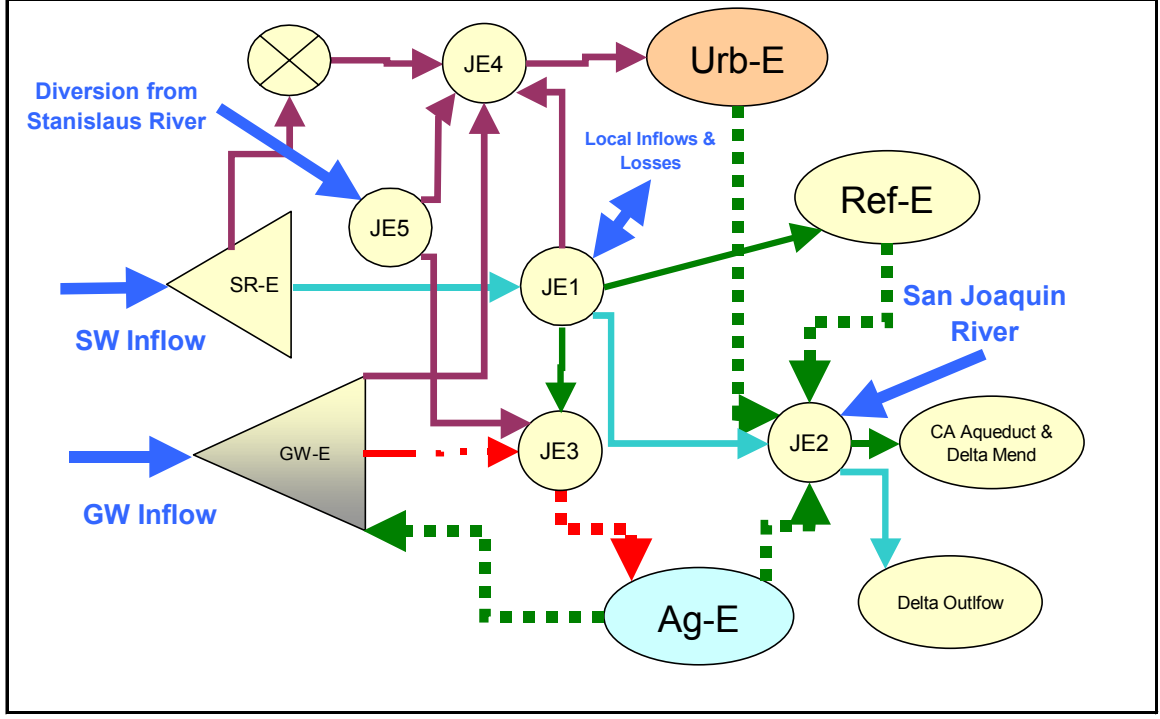 JE4
Urb-E
Diversion from
Stanislaus River
Local Inflows &
Losses
Ref-E
JE5
SR-E
JE1
SW Inflow
San Joaquin
River
GW-E
JE3
JE2
CA Aqueduct &
Delta Mend
GW Inflow
Ag-E
Delta Outlfow